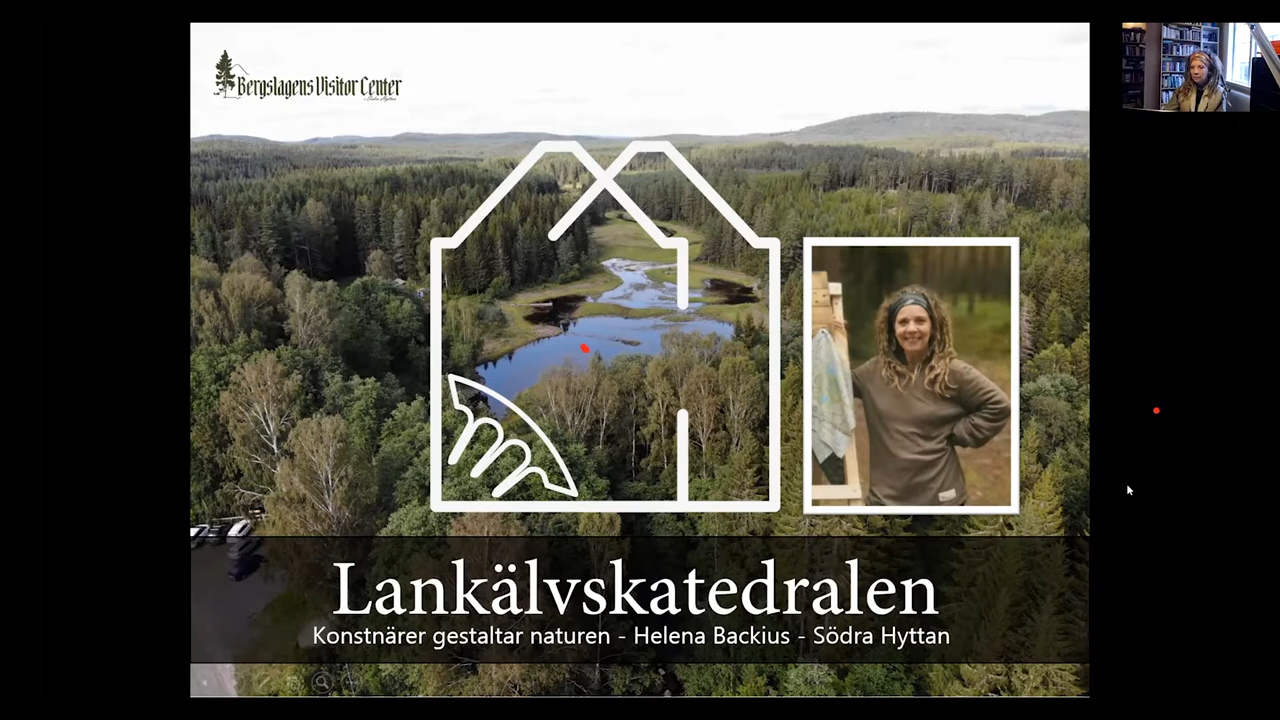 Bergslagens Visitor Center
Lankälvskatedralen
Konstnärer gestaltar naturen - Helena Backius - Södra Hyttan